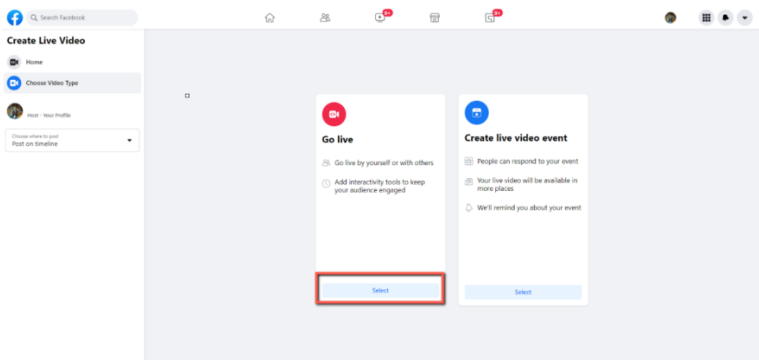 Search Facebook
9+
9+
Create Live Video
Home
Choose Video Type
Host - Your Profile
Choose where to post
Post on timeline
Go live
Go live by yourself or with others
Add interactivity tools to keep
your audience engaged
Select
Create live video event
People can respond to your event
Your live video will be available in
more places
We'll remind you about your event
Select